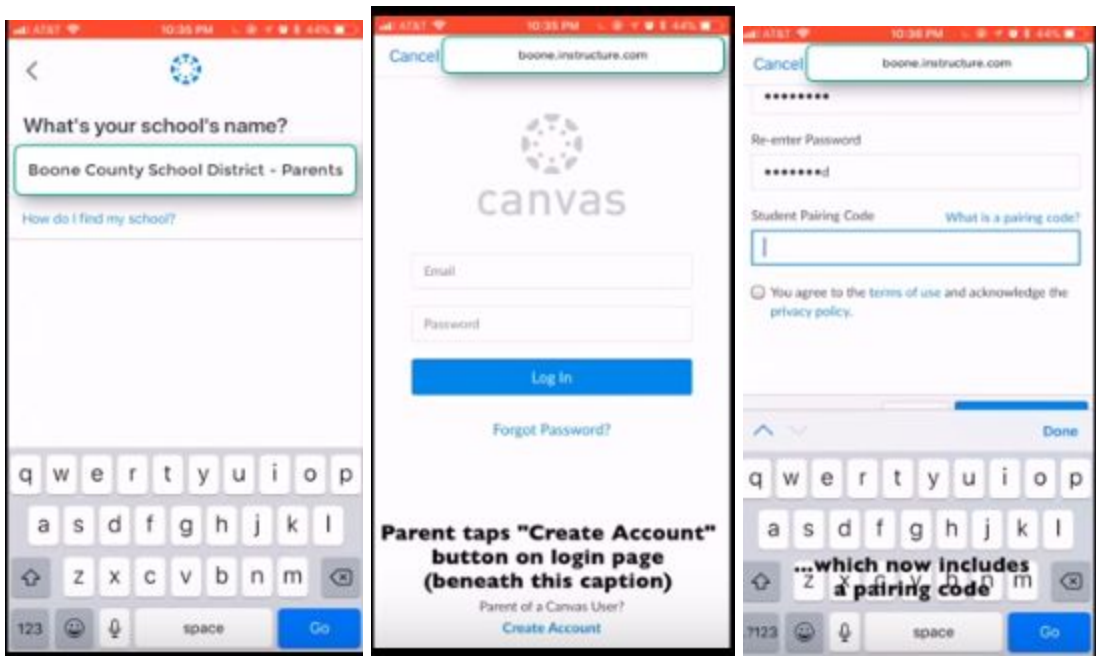 AT&T 10:35 PM 44%
What's your school's name?
Boone County School District - Parents
How do I find my school?
q w e r t y u i o p
a s d f g h j k l
z x c v b n m
123 space Go
AT&T 10:35 PM 44%
Cancel boone.instructure.com
canvas
Email
Password
Log In
Forgot Password?
Parent taps "Create Account"
button on login page
(beneath this caption)
Parent of a Canvas User?
Create Account
AT&T 10:36 PM 44%
Cancel boone.instructure.com
••••••••
Re-enter Password
•••••••d
Student Pairing Code What is a pairing code?
You agree to the terms of use and acknowledge the
privacy policy.
Done
q w e r t y u i o p
a s d f g h j k l
...which now includes
a pairing code
z x c v b n m
.?123 space Go